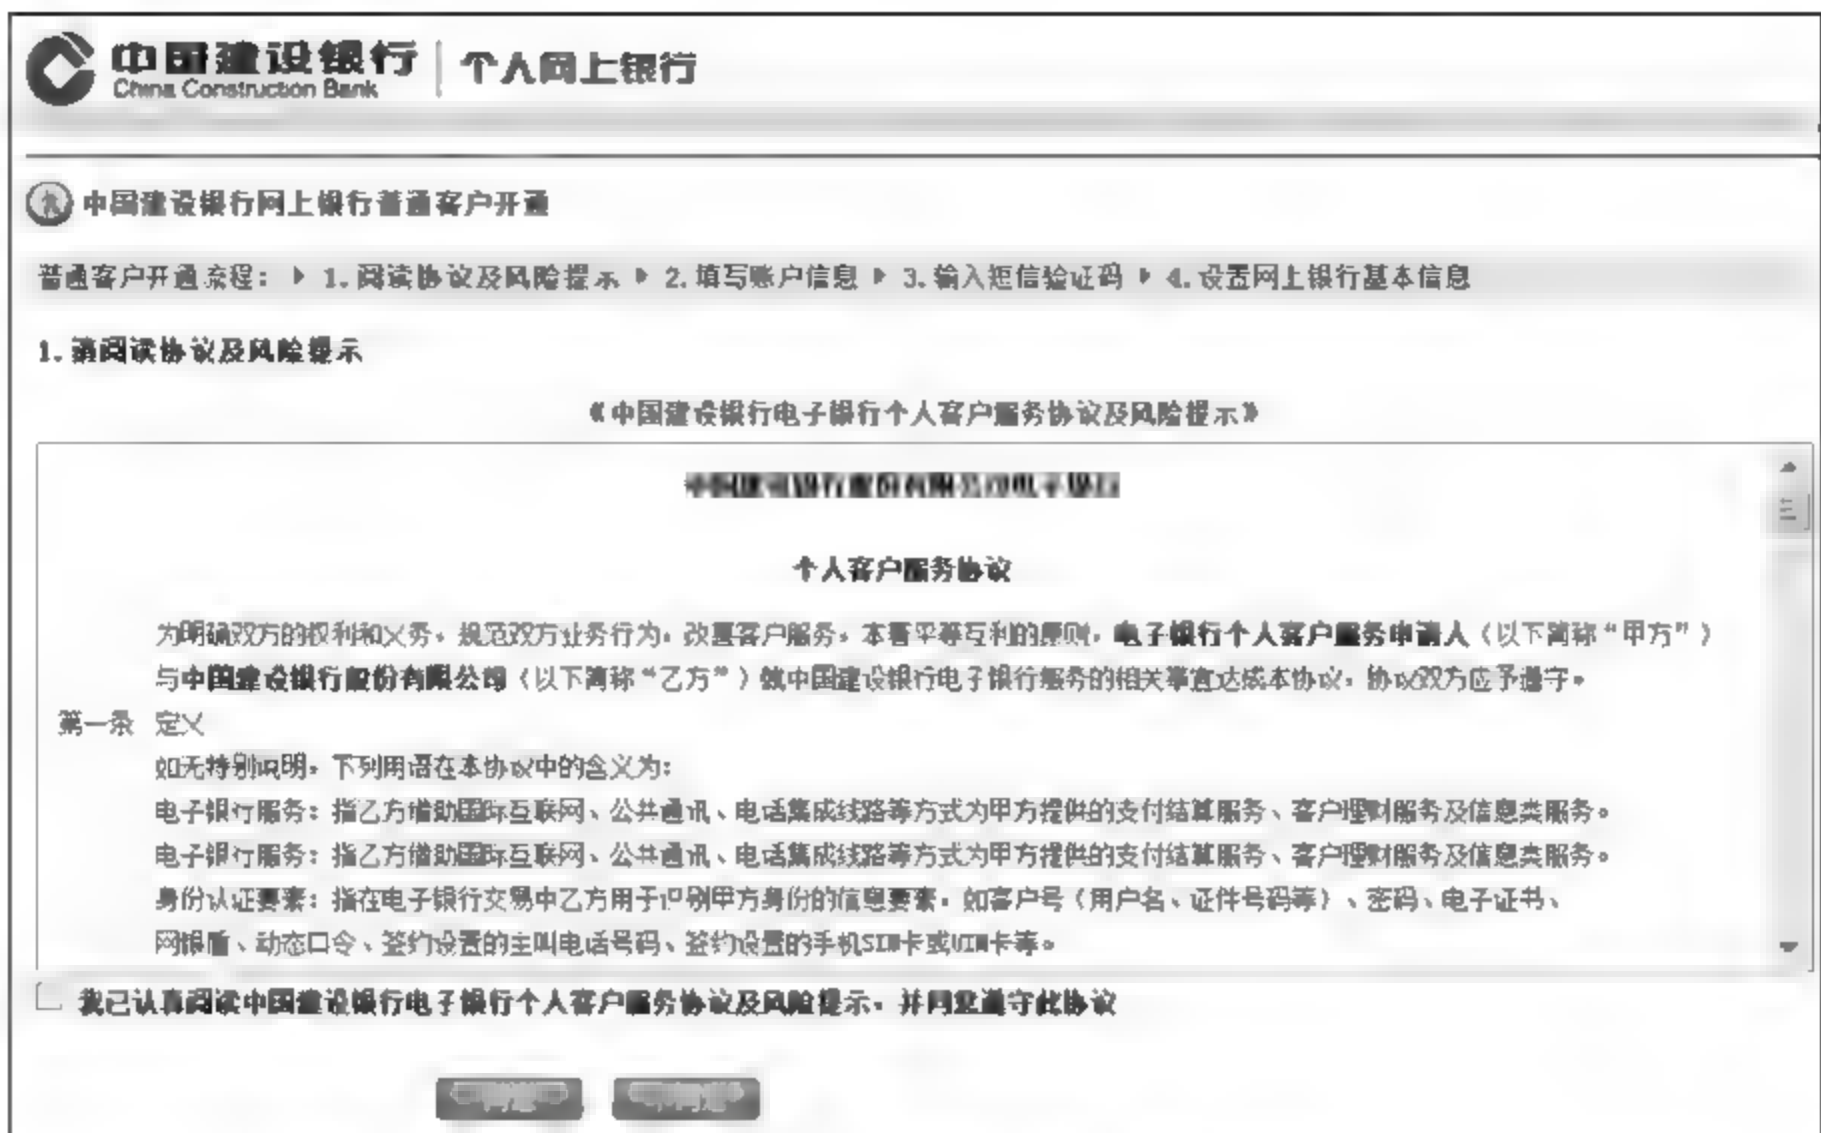 中国建设银行 个人网上银行
China Construction Bank
中国建设银行网上银行普通客户开通
普通客户开通流程： 1.阅读协议及风险提示 2.填写账户信息 3.输入短信验证码 4.设置网上银行基本信息
1.请阅读协议及风险提示
《中国建设银行电子银行个人客户服务协议及风险提示》
中国建设银行股份有限公司电子银行
个人客户服务协议
为明确双方的权利和义务，规范双方业务行为，改善客户服务，本着平等互利的原则，电子银行个人客户服务申请人（以下简称“甲方”）
与中国建设银行股份有限公司（以下简称“乙方”）就中国建设银行电子银行服务的相关事宜达成本协议，协议双方应予遵守。
第一条 定义
如无特别说明，下列用语在本协议中的含义为：
电子银行服务：指乙方借助国际互联网、公共通讯、电话集成线路等方式为甲方提供的支付结算服务、客户理财服务及信息类服务。
电子银行服务：指乙方借助国际互联网、公共通讯、电话集成线路等方式为甲方提供的支付结算服务、客户理财服务及信息类服务。
身份认证要素：指在电子银行交易中乙方用于识别甲方身份的信息要素，如客户号（用户名、证件号码等）、密码、电子证书、
网银盾、动态口令、签约设置的主叫电话号码、签约设置的手机SIM卡或UIM卡等。
我已认真阅读中国建设银行电子银行个人客户服务协议及风险提示，并同意遵守此协议